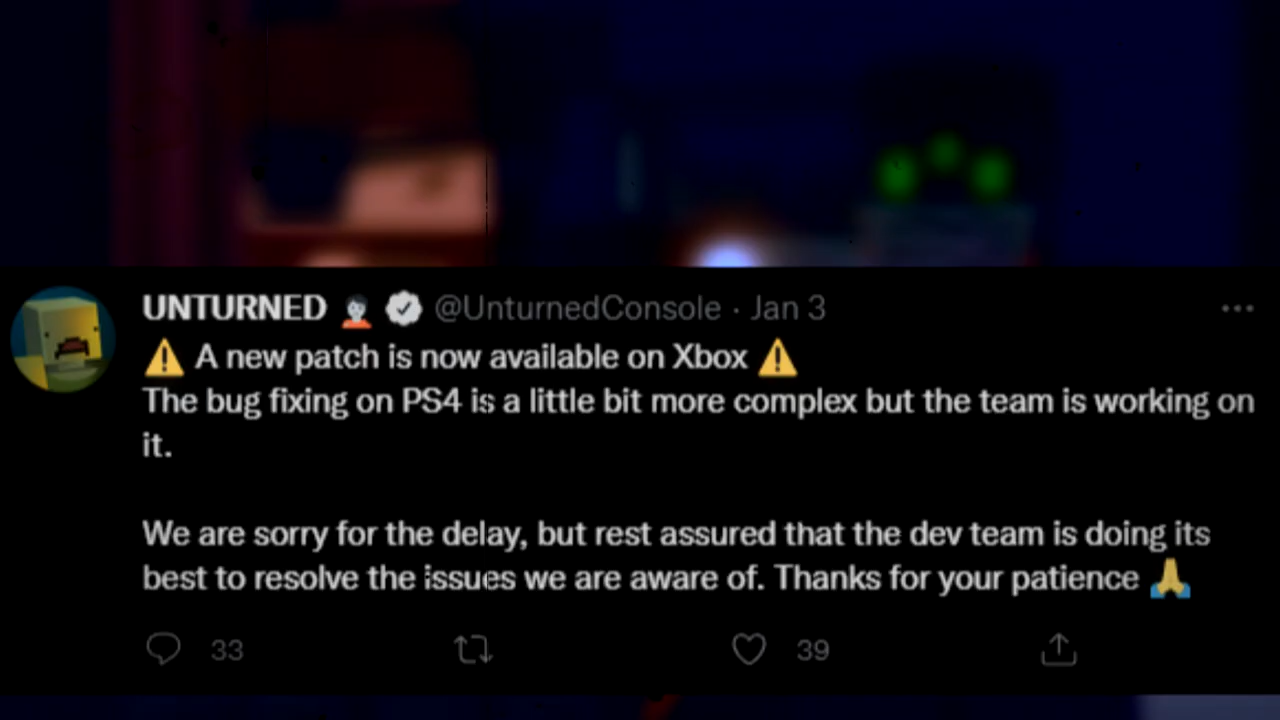 UNTURNED 🧛🏻 @UnturnedConsole · Jan 3
⚠️ A new patch is now available on Xbox ⚠️
The bug fixing on PS4 is a little bit more complex but the team is working on
it.
We are sorry for the delay, but rest assured that the dev team is doing its
best to resolve the issues we are aware of. Thanks for your patience 🙏
33 39